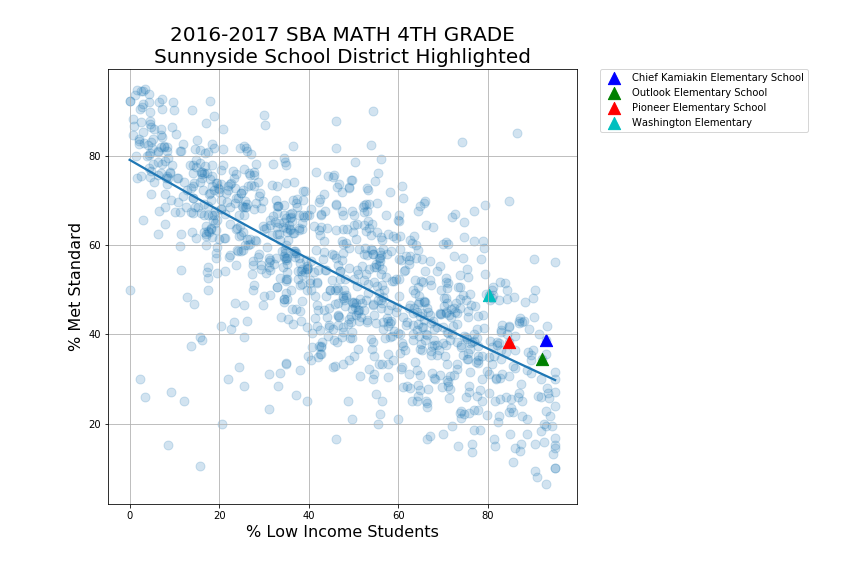 2016-2017 SBA MATH 4TH GRADE
Sunnyside School District Highlighted
Chief Kamiakin Elementary School
Outlook Elementary School
Pioneer Elementary School
Washington Elementary
% Met Standard
80
60
40
20
0
20
40
60
80
% Low Income Students